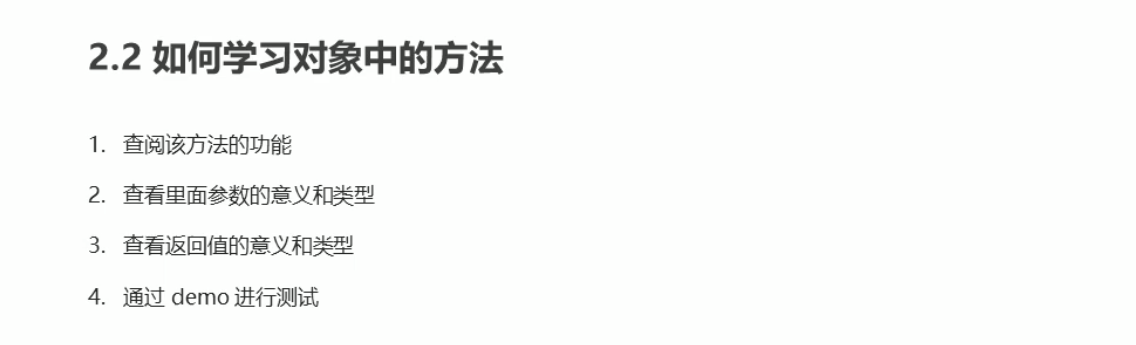 2.2 如何学习对象中的方法
1. 查阅该方法的功能
2. 查看里面参数的意义和类型
3. 查看返回值的意义和类型
4. 通过 demo 进行测试